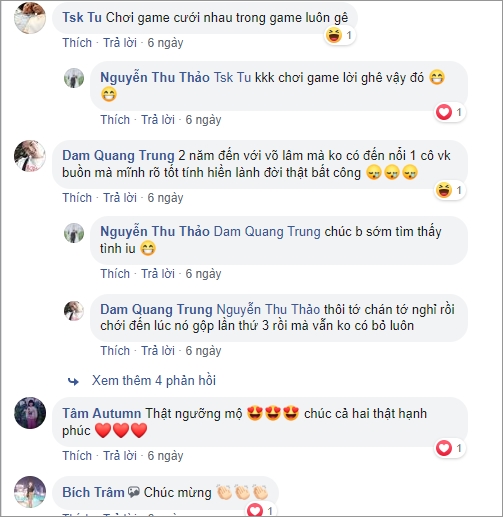 Tsk Tu Chơi game cưới nhau trong game luôn gê
1
Thích · Trả lời · 6 ngày
Nguyễn Thu Thảo Tsk Tu kkk chơi game lời ghê vậy đó 😁
😁
1
Thích · Trả lời · 6 ngày
Dam Quang Trung 2 năm đến với võ lâm mà ko có đến nổi 1 cô vk
buồn mà mĩnh rõ tốt tính hiền lành đời thật bất công 😪😪😪
1
Thích · Trả lời · 6 ngày
Nguyễn Thu Thảo Dam Quang Trung chúc b sớm tìm thấy
tình iu 😁
Thích · Trả lời · 6 ngày
Dam Quang Trung Nguyễn Thu Thảo thôi tớ chán tớ nghỉ rồi
chới đến lúc nó gộp lần thứ 3 rồi mà vẫn ko có bỏ luôn
Thích · Trả lời · 6 ngày
Xem thêm 4 phản hồi
Tâm Autumn Thật ngưỡng mộ 😍😍😍 chúc cả hai thật hạnh
phúc ❤️❤️❤️
1
Thích · Trả lời · 6 ngày
Bích Trâm Chúc mừng 👏🏻👏🏻👏🏻
1